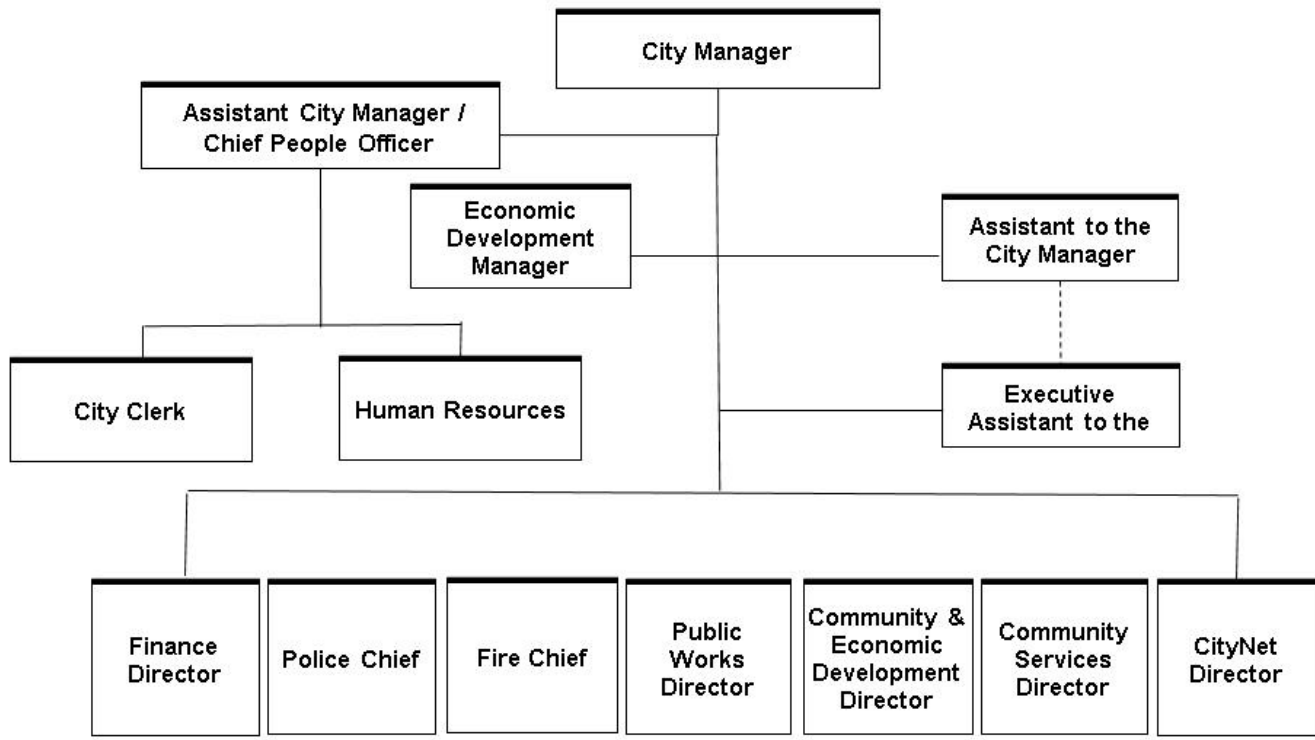 City Manager
Assistant City Manager /
Chief People Officer
Economic
Development
Manager
Assistant to the
City Manager
City Clerk
Human Resources
Executive
Assistant to the
Finance
Director
Police Chief
Fire Chief
Public
Works
Director
Community &
Economic
Development
Director
Community
Services
Director
CityNet
Director